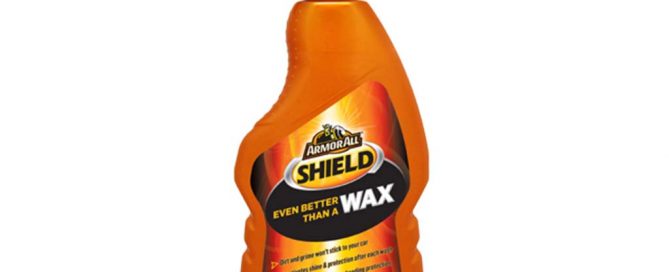 ARMORALL
SHIELD
EVEN BETTER
THAN A WAX
Dirt and grime won't stick to your car
shine & protection after each wash
protection